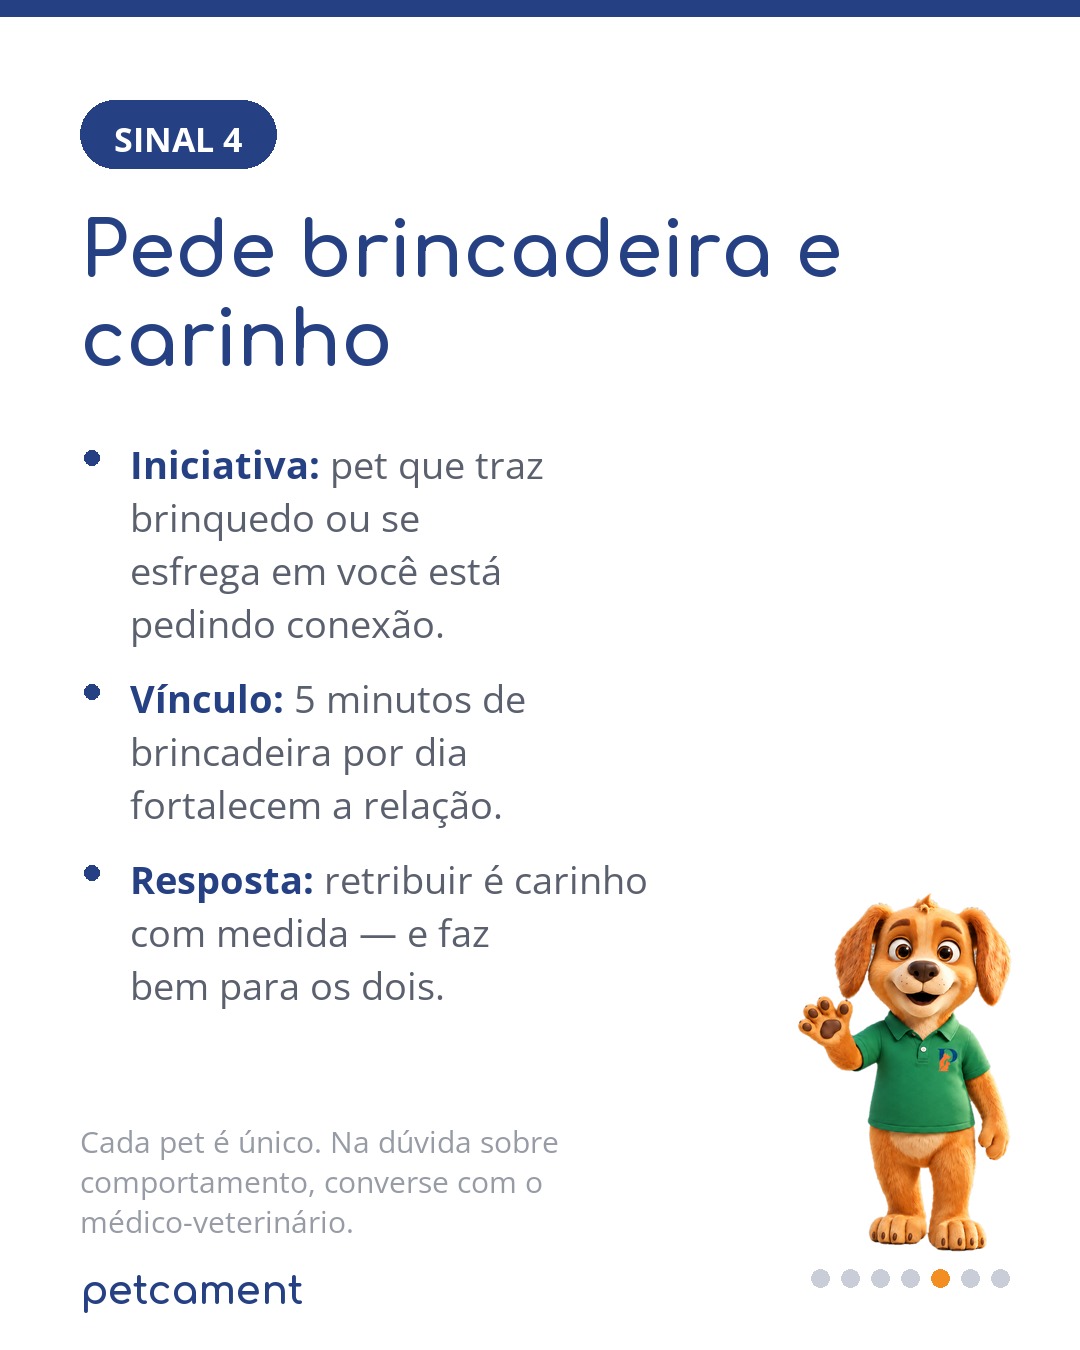 SINAL 4
Pede brincadeira e
carinho
• Iniciativa: pet que traz
brinquedo ou se
esfrega em você está
pedindo conexão.
• Vínculo: 5 minutos de
brincadeira por dia
fortalecem a relação.
• Resposta: retribuir é carinho
com medida — e faz
bem para os dois.
P
Cada pet é único. Na dúvida sobre
comportamento, converse com o
médico-veterinário.
petcament